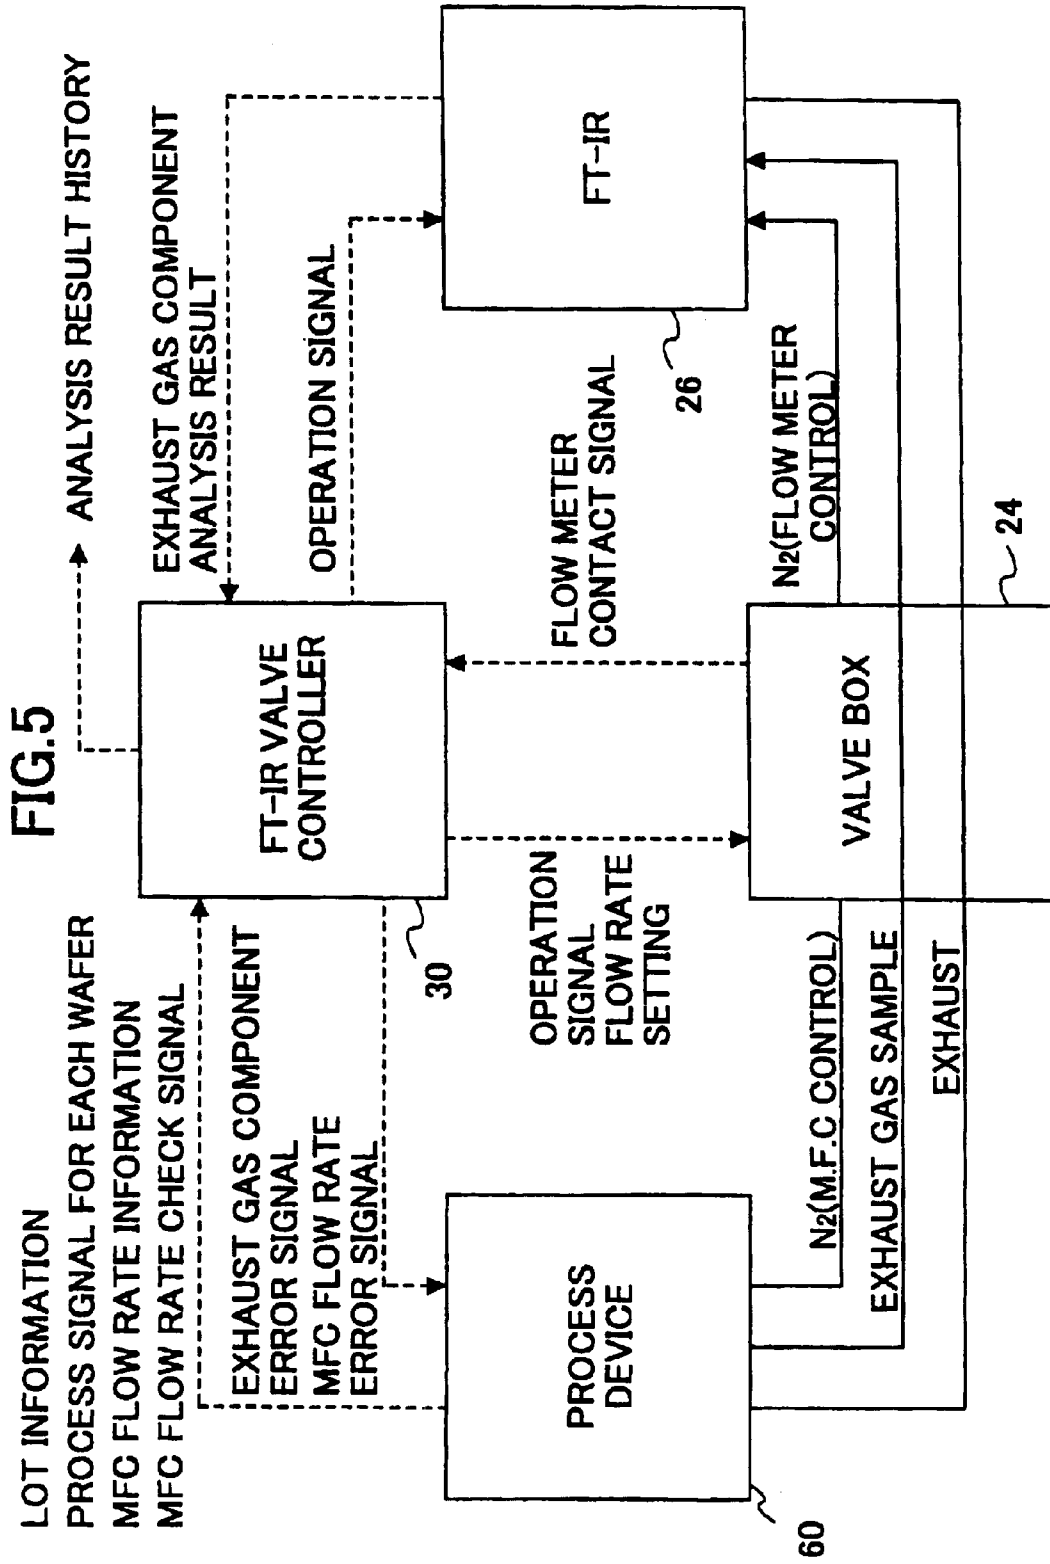 FIG.5
LOT INFORMATION
PROCESS SIGNAL FOR EACH WAFER
MFC FLOW RATE INFORMATION
MFC FLOW RATE CHECK SIGNAL
ANALYSIS RESULT HISTORY
EXHAUST GAS COMPONENT
ANALYSIS RESULT
OPERATION SIGNAL
FT-IR VALVE
CONTROLLER
30
EXHAUST GAS COMPONENT
ERROR SIGNAL
MFC FLOW RATE
ERROR SIGNAL
OPERATION
SIGNAL
FLOW RATE
SETTING
FLOW METER
CONTACT SIGNAL
PROCESS
DEVICE
60
FT-IR
26
N2(M.F.C CONTROL)
EXHAUST GAS SAMPLE
EXHAUST
VALVE BOX
24
N2(FLOW METER
CONTROL)